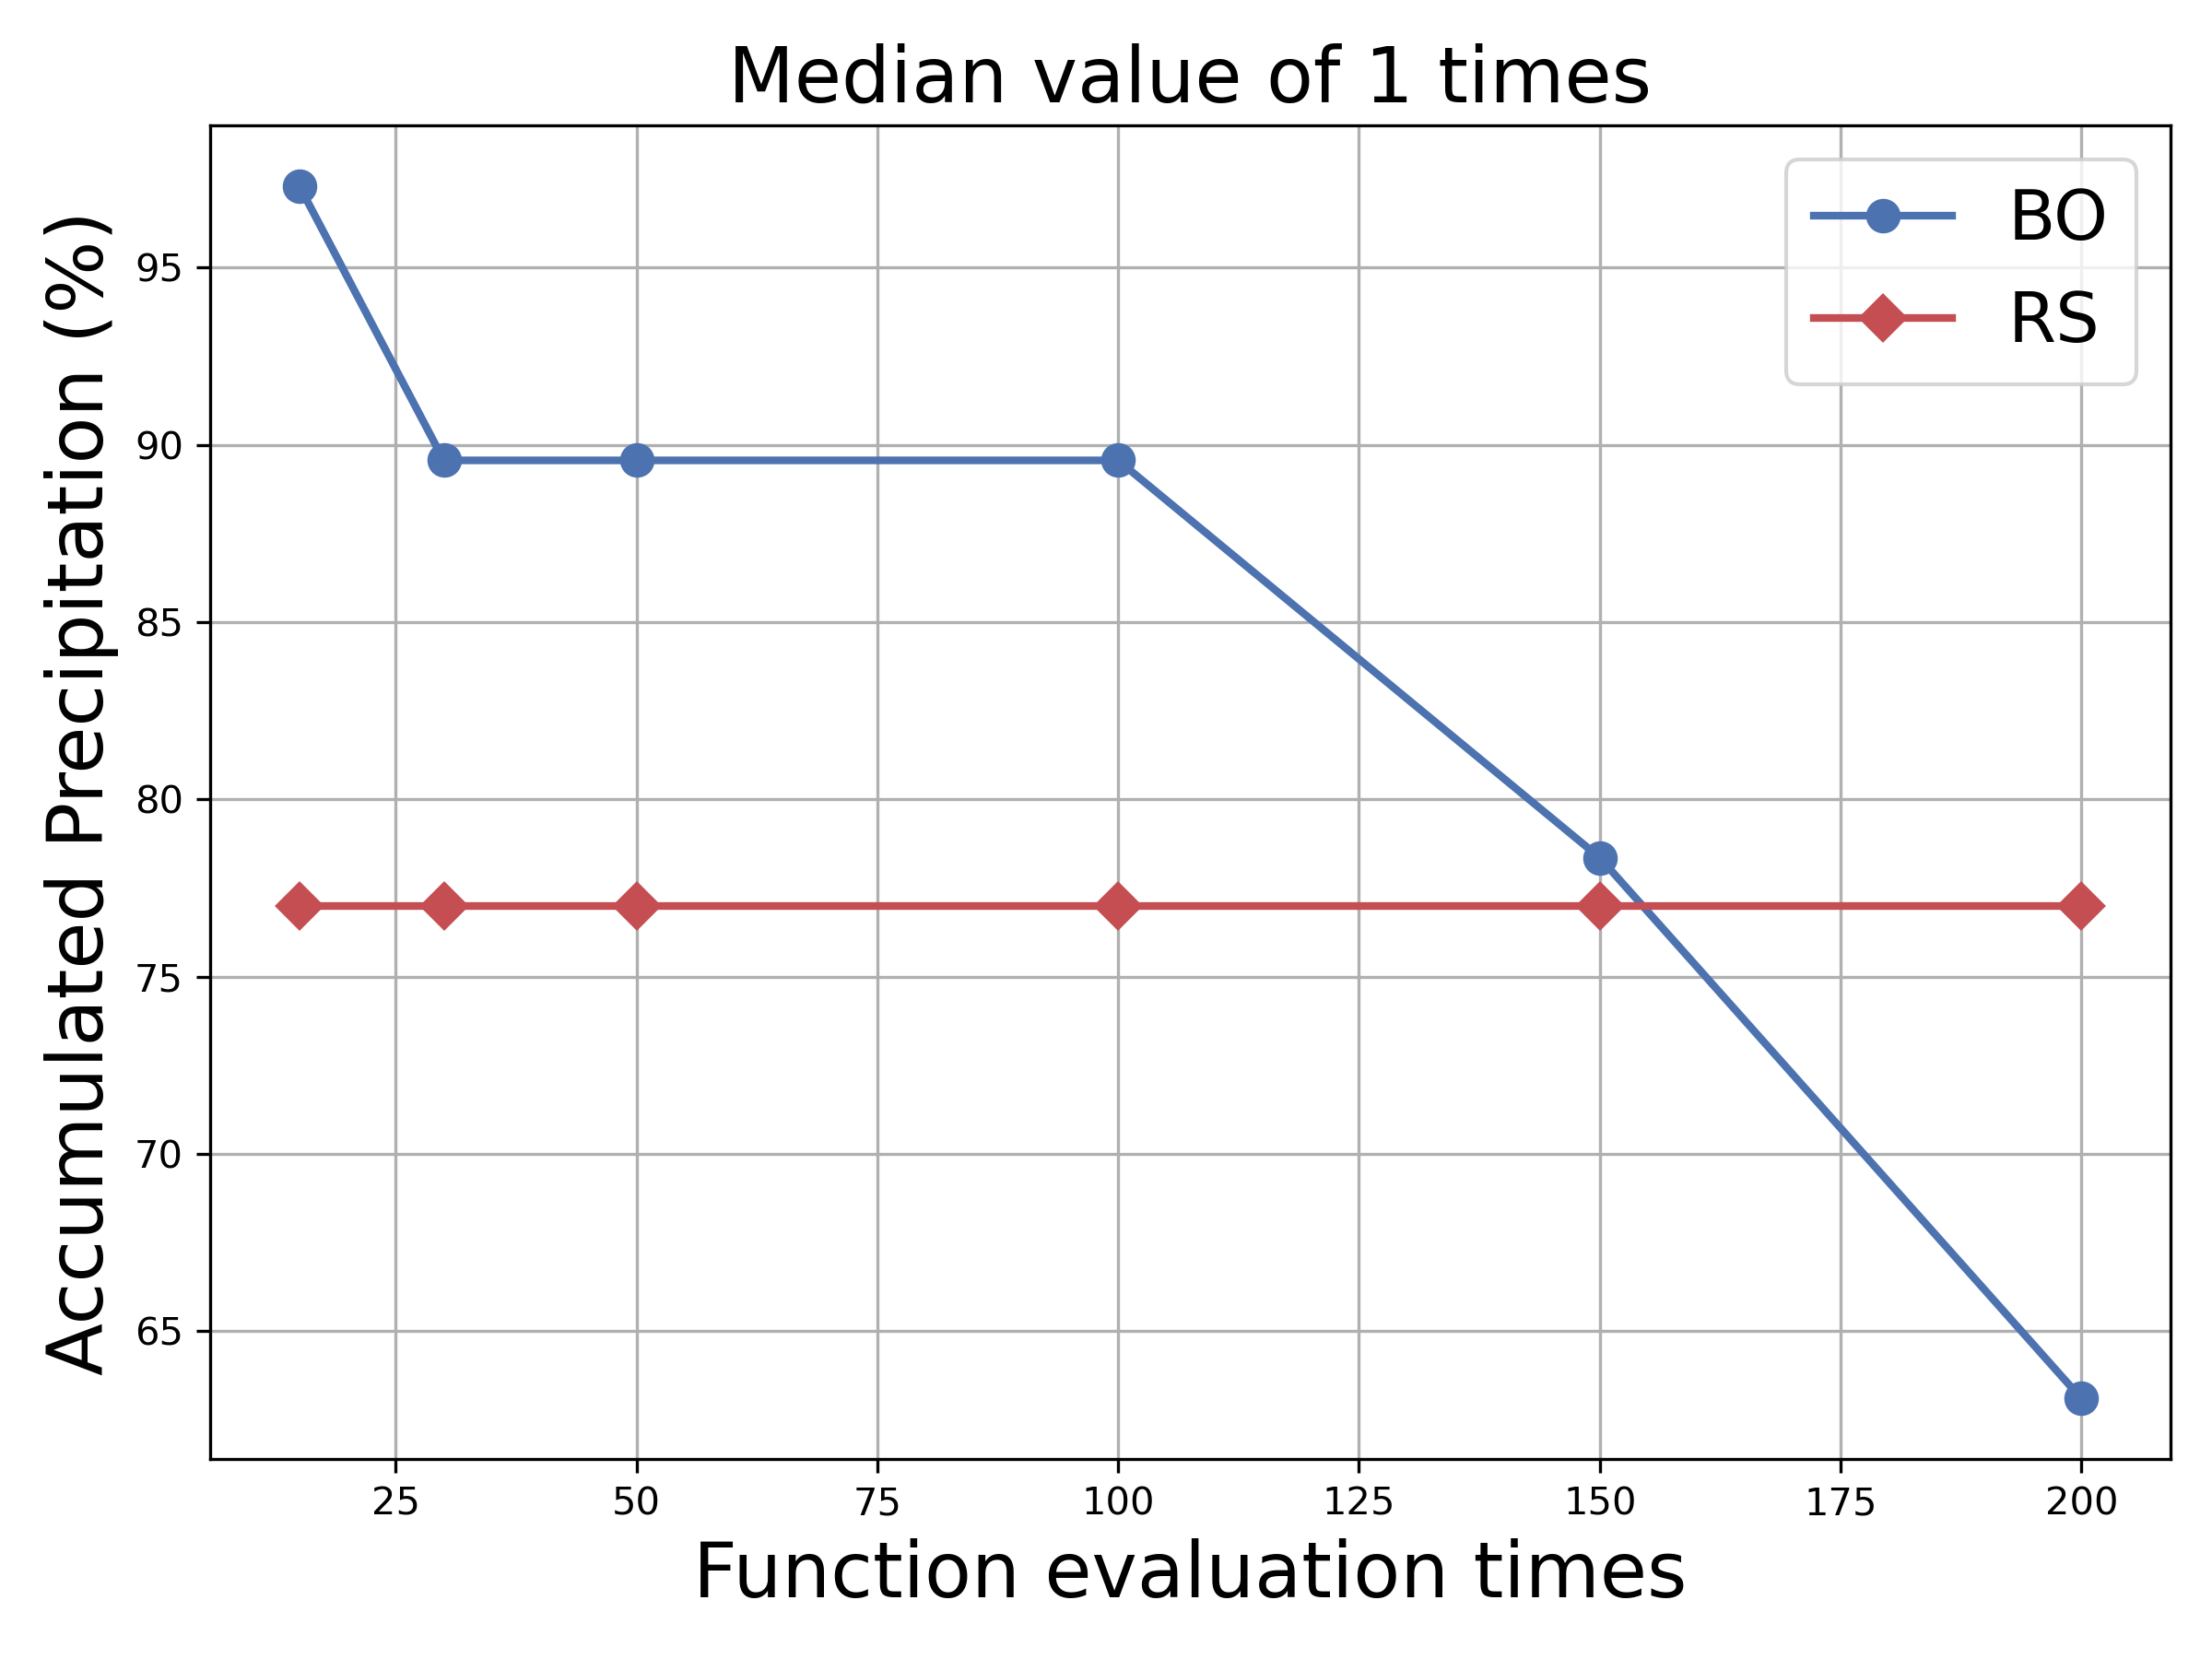 Median value of 1 times
BO
RS
Accumulated Precipitation (%)
95
90
85
80
75
70
65
25 50 75 100 125 150 175 200
Function evaluation times